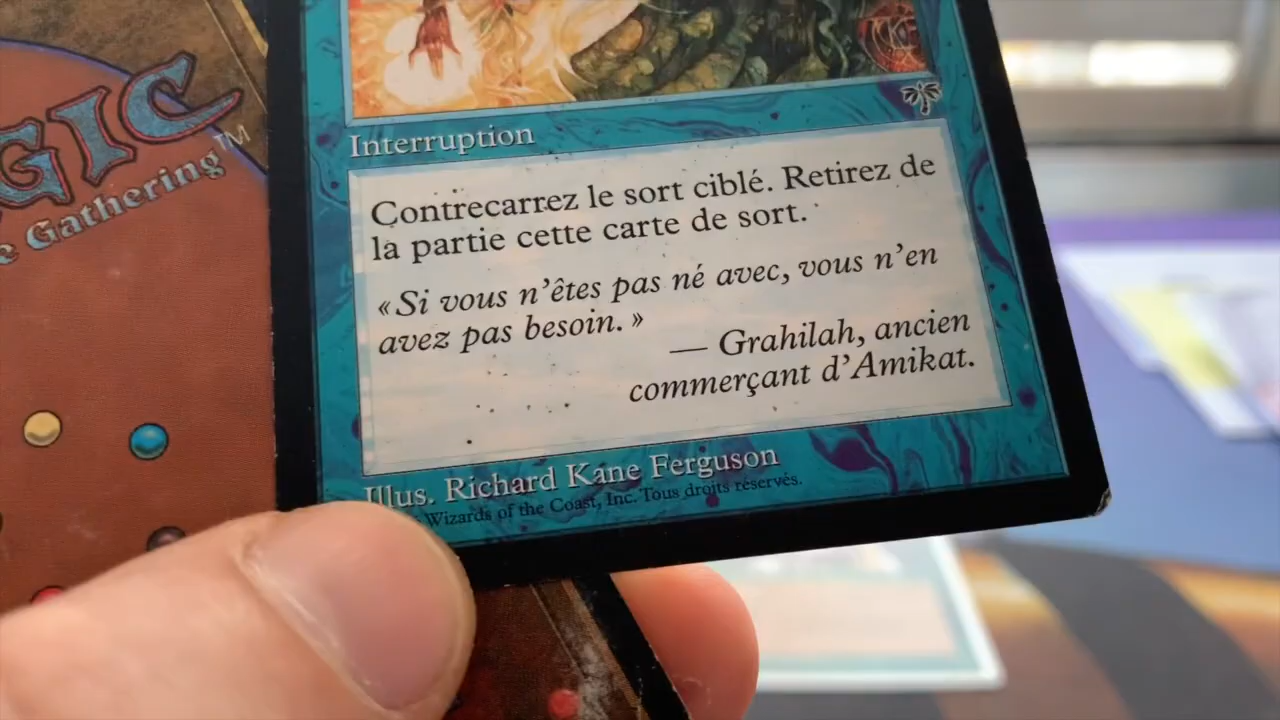 GIC
e Gathering™
Interruption
Contrecarrez le sort ciblé. Retirez de
la partie cette carte de sort.
«Si vous n'êtes pas né avec, vous n'en
avez pas besoin.»
— Grahilah, ancien
commerçant d'Amikat.
Illus. Richard Kane Ferguson
Wizards of the Coast, Inc. Tous droits réservés.